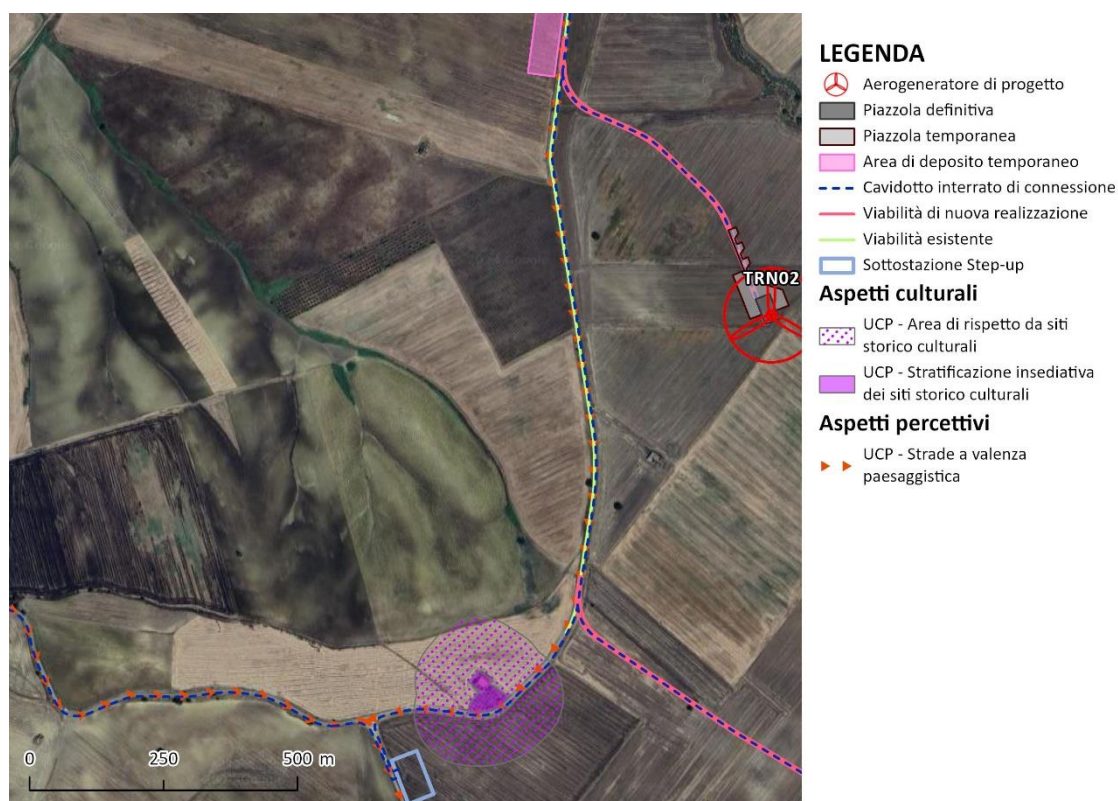 TRN02
0 250 500 m
LEGENDA
Aerogeneratore di progetto
Piazzola definitiva
Piazzola temporanea
Area di deposito temporaneo
Cavidotto interrato di connessione
Viabilità di nuova realizzazione
Viabilità esistente
Sottostazione Step-up
Aspetti culturali
UCP - Area di rispetto da siti
storico culturali
UCP - Stratificazione insediativa
dei siti storico culturali
Aspetti percettivi
UCP - Strade a valenza
paesaggistica